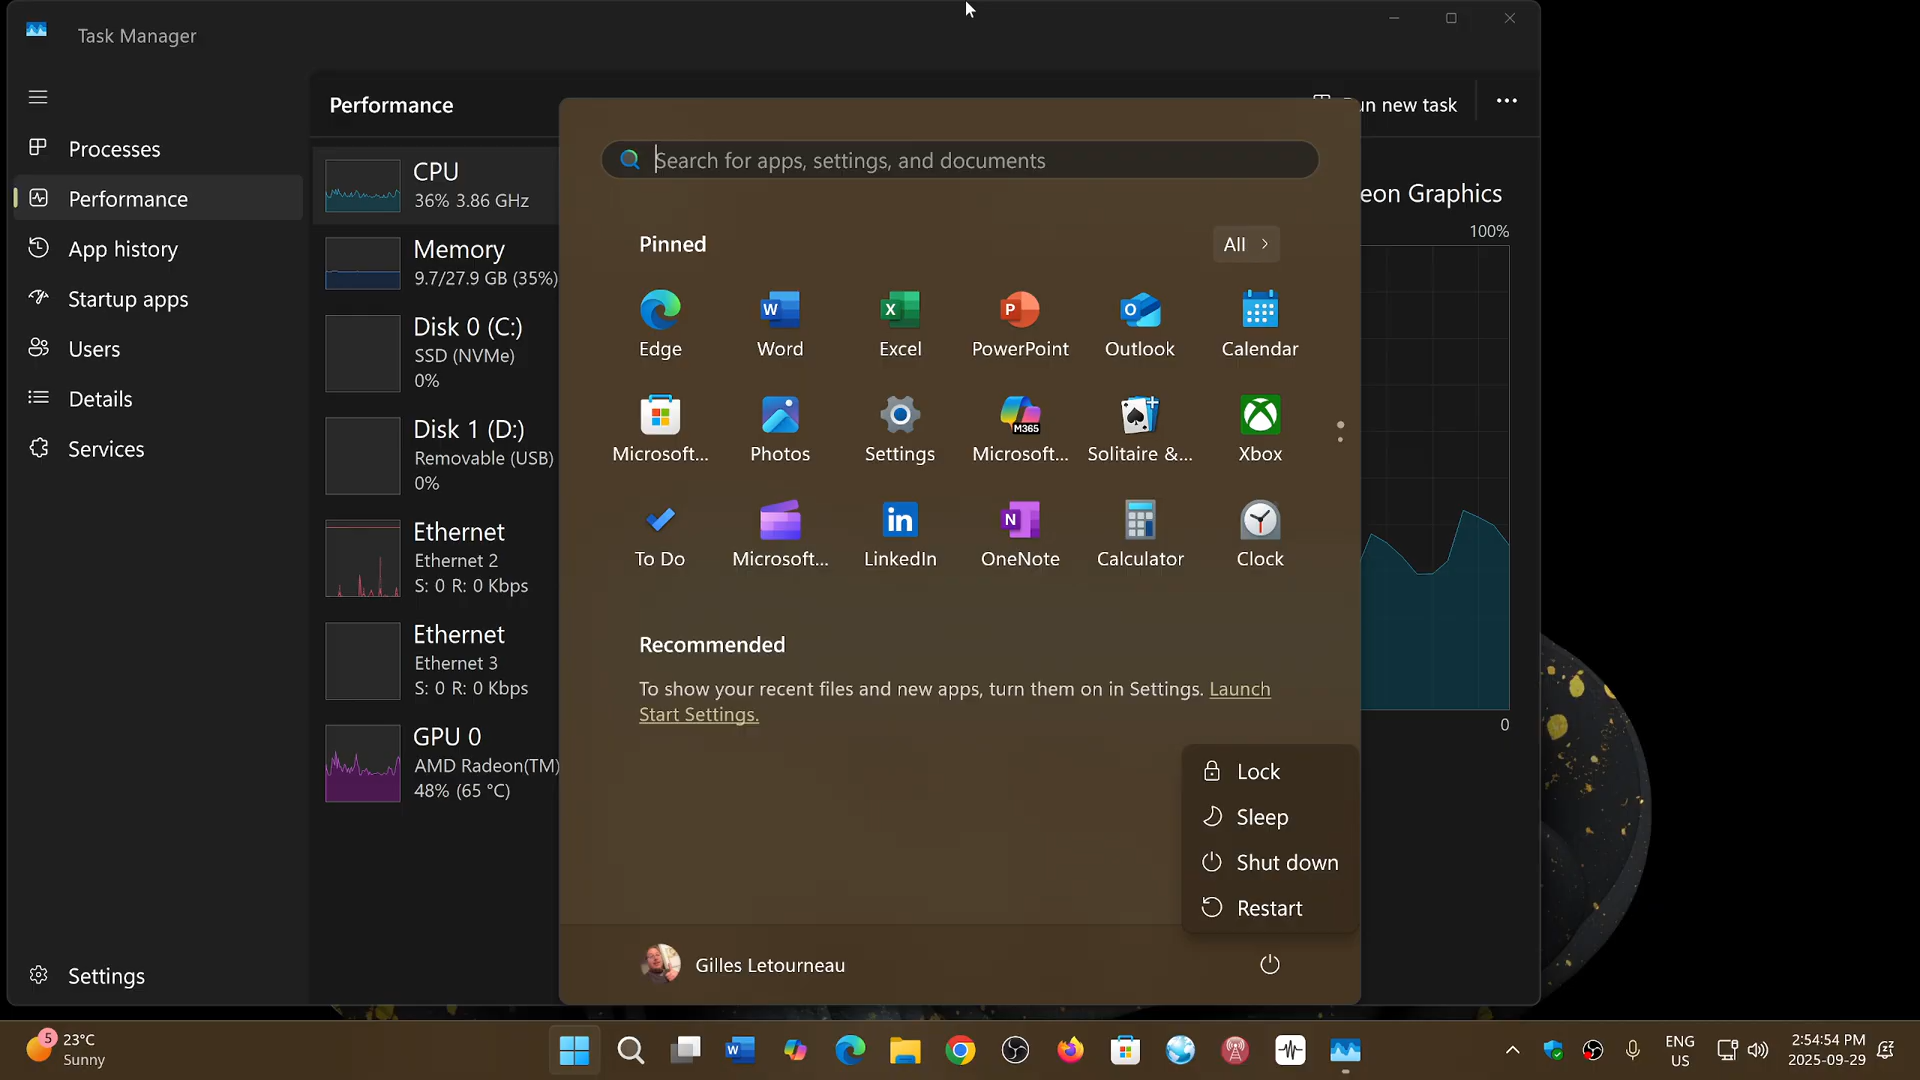 Task Manager
Performance
un new task
Processes
Performance
App history
Startup apps
Users
Details
Services
Settings
CPU
36% 3.86 GHz
Memory
9.7/27.9 GB (35%)
Disk 0 (C:)
SSD (NVMe)
0%
Disk 1 (D:)
Removable (USB)
0%
Ethernet
Ethernet 2
S: 0 R: 0 Kbps
Ethernet
Ethernet 3
S: 0 R: 0 Kbps
GPU 0
AMD Radeon(TM)
48% (65 °C)
eon Graphics
100%
0
Search for apps, settings, and documents
Pinned
All
Edge
Word
Excel
PowerPoint
Outlook
Calendar
Microsoft...
Photos
Settings
M365
Microsoft...
Solitaire &...
Xbox
To Do
Microsoft...
LinkedIn
OneNote
Calculator
Clock
Recommended
To show your recent files and new apps, turn them on in Settings. Launch
Start Settings.
Lock
Sleep
Shut down
Restart
Gilles Letourneau
5
23°C
Sunny
ENG
US
2:54:54 PM
2025-09-29